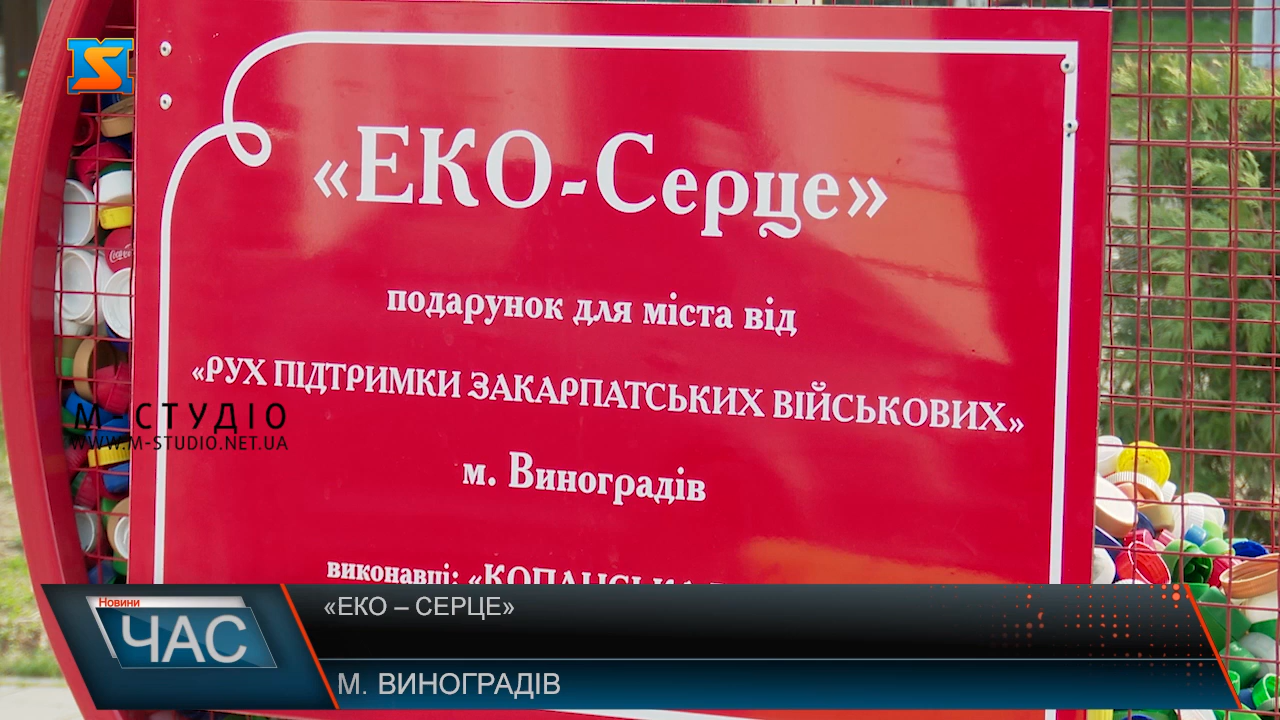 «ЕКО-Серце»
подарунок для міста від
«РУХ ПІДТРИМКИ ЗАКАРПАТСЬКИХ ВІЙСЬКОВИХ»
м. Виноградів
виконавці:
М-СТУДІО
WWW.M-STUDIO.NET.UA
Новини
ЧАС
«ЕКО – СЕРЦЕ»
М. ВИНОГРАДІВ